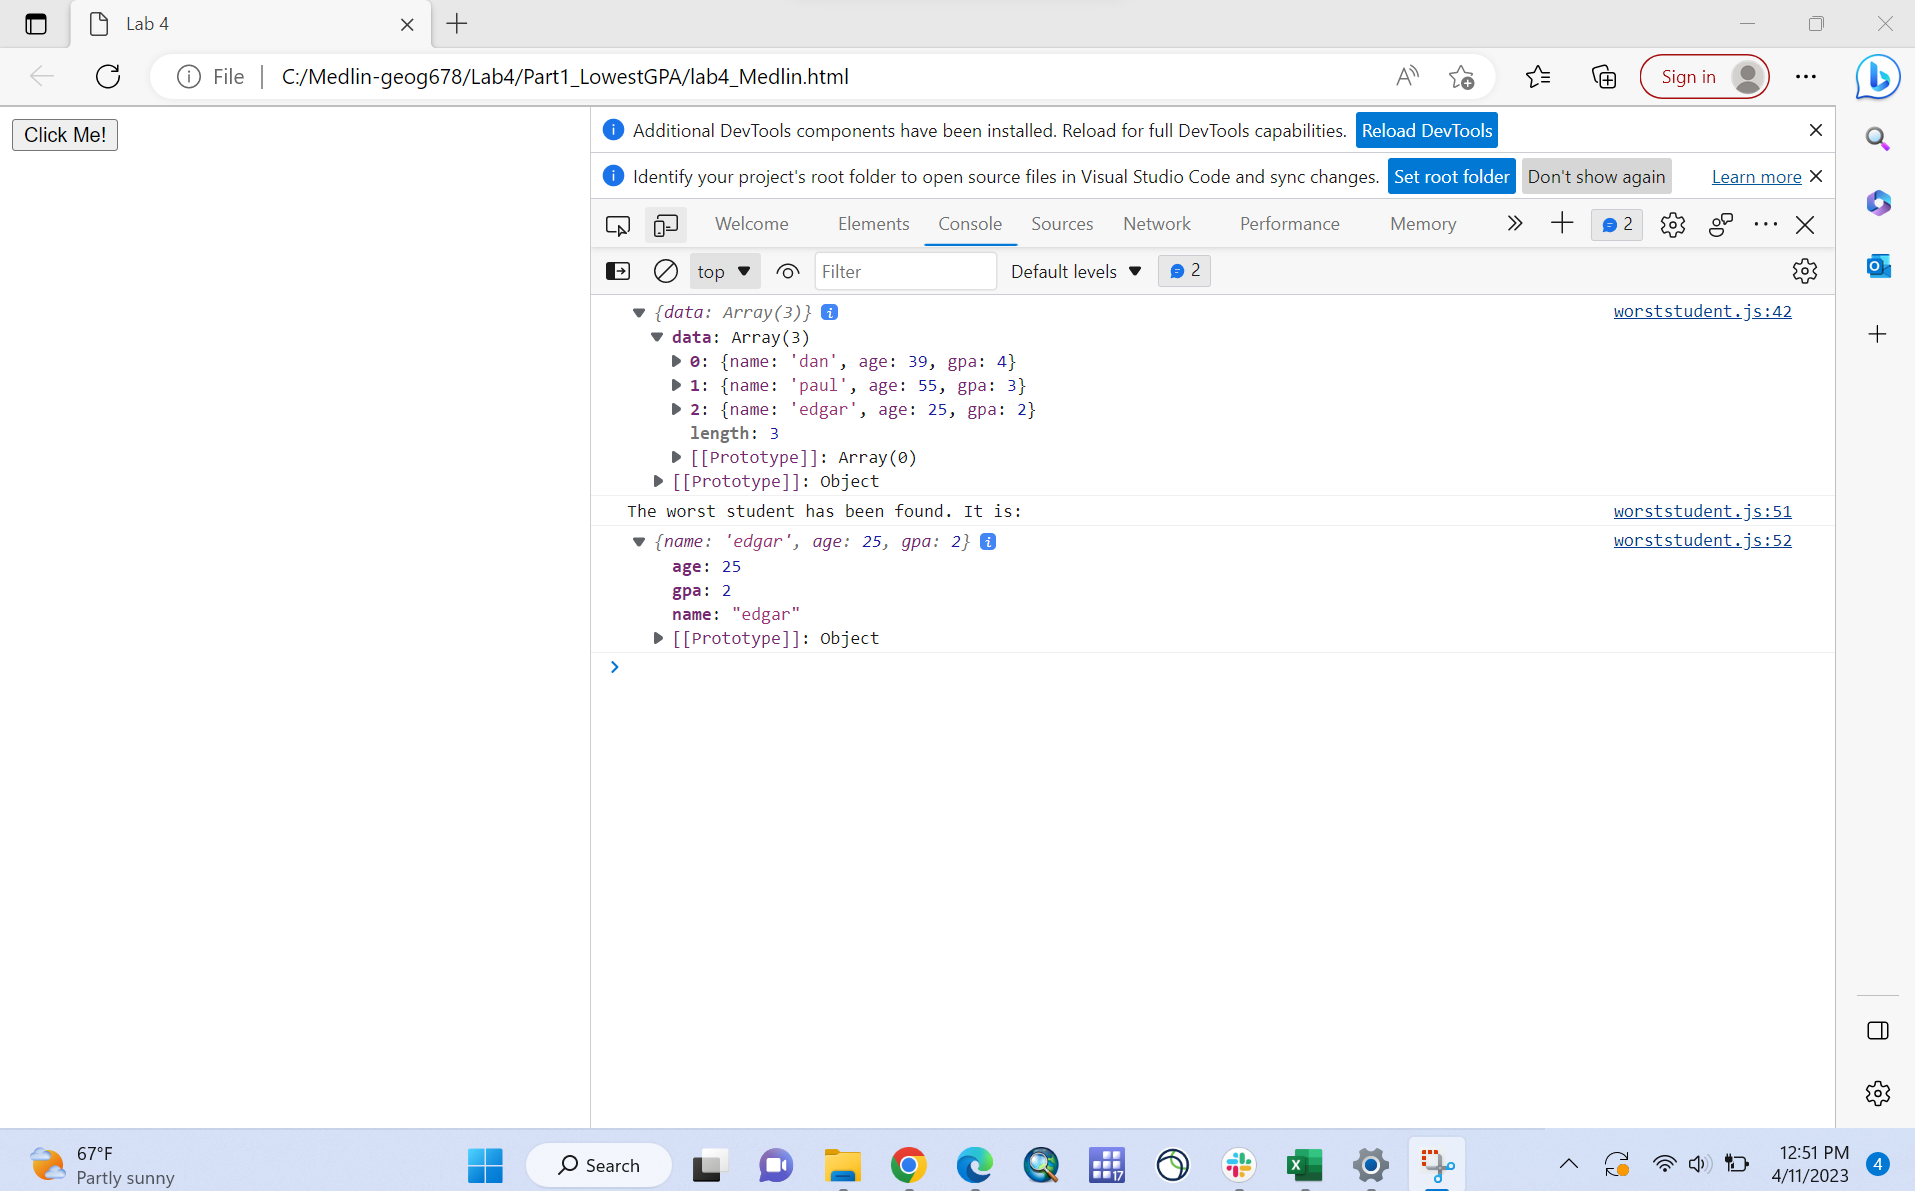 Lab 4
File
C:/Medlin-geog678/Lab4/Part1_LowestGPA/lab4_Medlin.html
Sign in
Click Me!
Additional DevTools components have been installed. Reload for full DevTools capabilities. Reload DevTools
Identify your project's root folder to open source files in Visual Studio Code and sync changes. Set root folder Don't show again Learn more
Welcome Elements Console Sources Network Performance Memory 2
top Filter Default levels 2
{data: Array(3)} worststudent.js:42
data: Array(3)
0: {name: 'dan', age: 39, gpa: 4}
1: {name: 'paul', age: 55, gpa: 3}
2: {name: 'edgar', age: 25, gpa: 2}
length: 3
[[Prototype]]: Array(0)
[[Prototype]]: Object
The worst student has been found. It is: worststudent.js:51
{name: 'edgar', age: 25, gpa: 2} worststudent.js:52
age: 25
gpa: 2
name: "edgar"
[[Prototype]]: Object
67°F
Partly sunny
Search
17
12:51 PM
4/11/2023
4